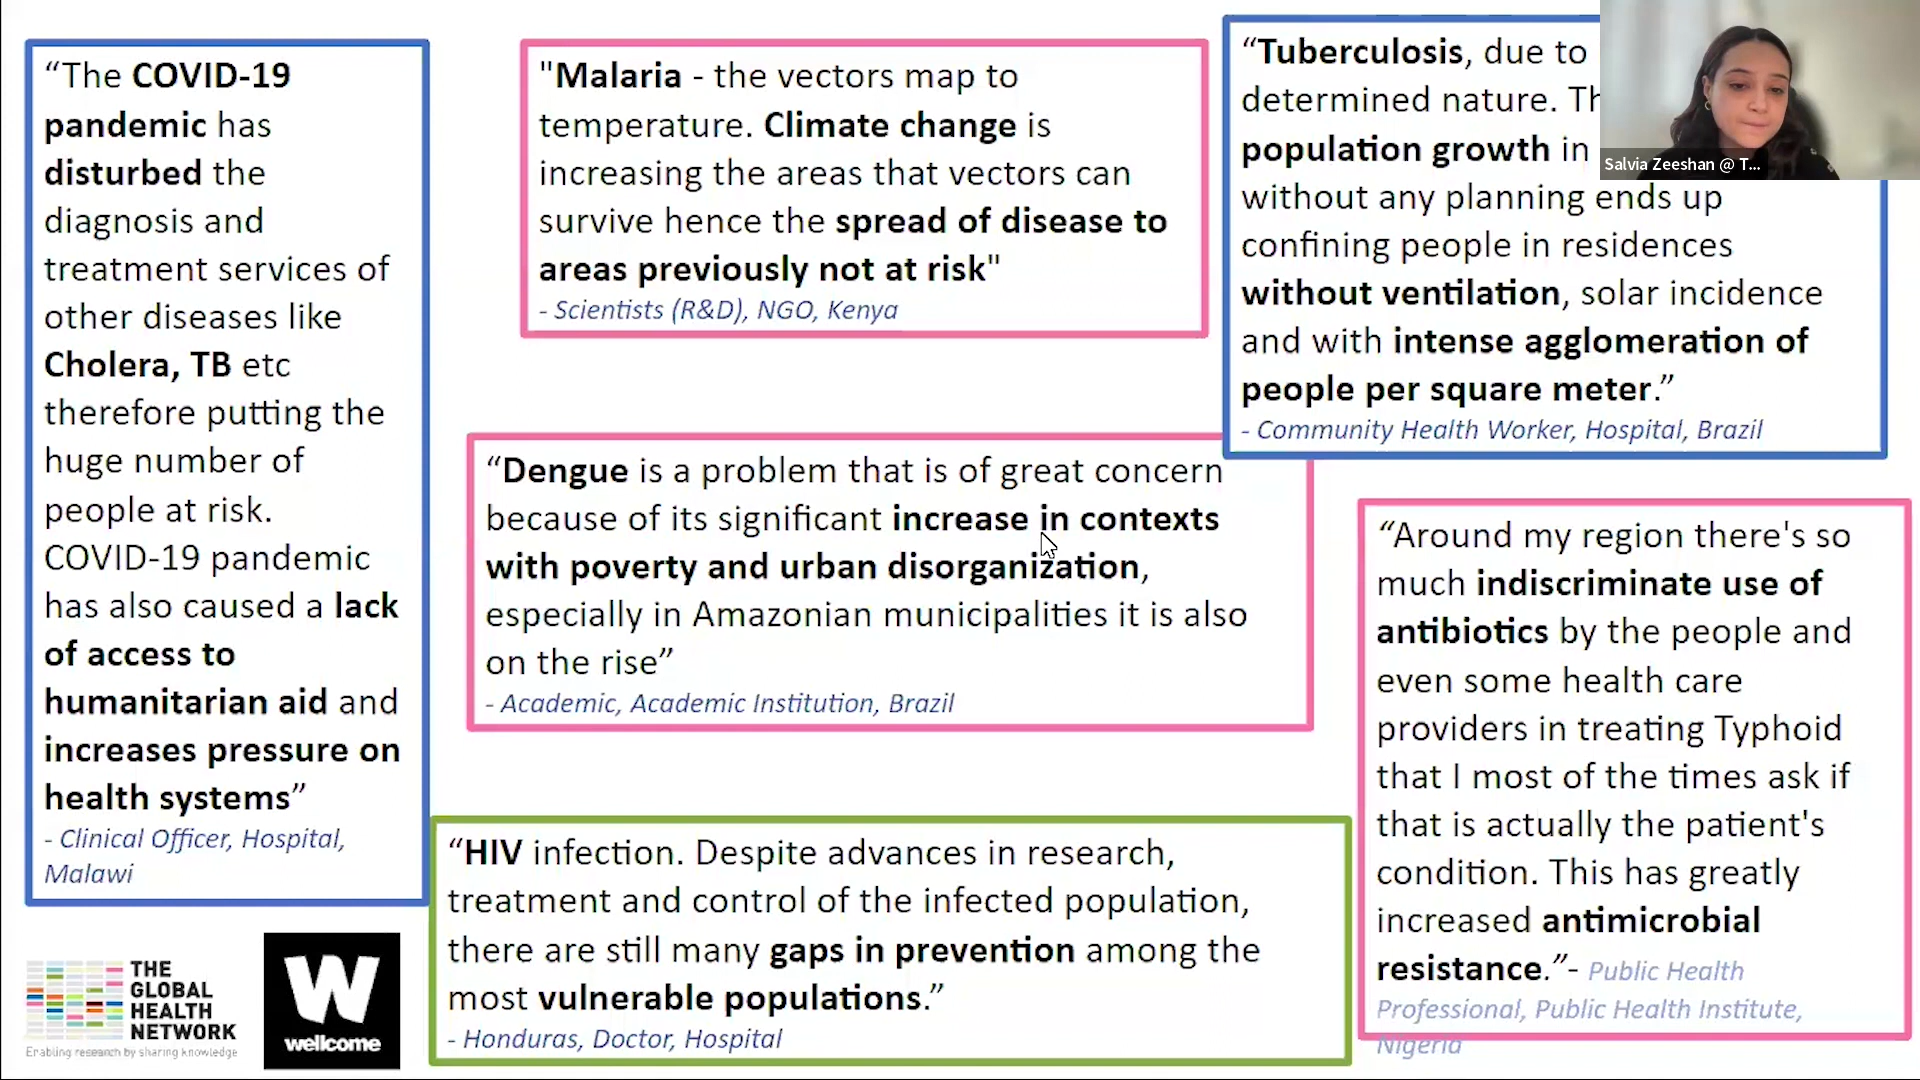 “The COVID-19
pandemic has
disturbed the
diagnosis and
treatment services of
other diseases like
Cholera, TB etc
therefore putting the
huge number of
people at risk.
COVID-19 pandemic
has also caused a lack
of access to
humanitarian aid and
increases pressure on
health systems”
- Clinical Officer, Hospital,
Malawi
"Malaria - the vectors map to
temperature. Climate change is
increasing the areas that vectors can
survive hence the spread of disease to
areas previously not at risk"
- Scientists (R&D), NGO, Kenya
“Tuberculosis, due to
determined nature. Th
population growth in
without any planning ends up
confining people in residences
without ventilation, solar incidence
and with intense agglomeration of
people per square meter.”
- Community Health Worker, Hospital, Brazil
Salvia Zeeshan @ T...
“Dengue is a problem that is of great concern
because of its significant increase in contexts
with poverty and urban disorganization,
especially in Amazonian municipalities it is also
on the rise”
- Academic, Academic Institution, Brazil
“Around my region there's so
much indiscriminate use of
antibiotics by the people and
even some health care
providers in treating Typhoid
that I most of the times ask if
that is actually the patient's
condition. This has greatly
increased antimicrobial
resistance.”- Public Health
Professional, Public Health Institute,
Nigeria
“HIV infection. Despite advances in research,
treatment and control of the infected population,
there are still many gaps in prevention among the
most vulnerable populations.”
- Honduras, Doctor, Hospital
THE
GLOBAL
HEALTH
NETWORK
Enabling research by sharing knowledge
W
wellcome